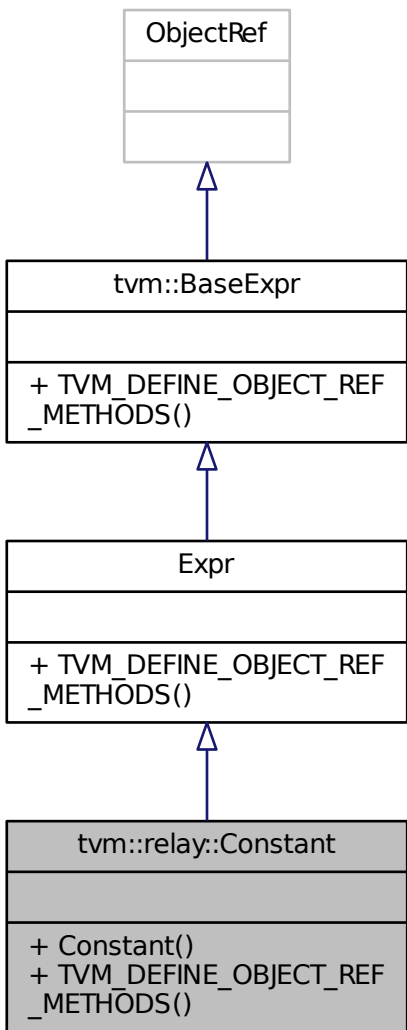 ObjectRef
tvm::BaseExpr
+ TVM_DEFINE_OBJECT_REF
_METHODS()
Expr
+ TVM_DEFINE_OBJECT_REF
_METHODS()
tvm::relay::Constant
+ Constant()
+ TVM_DEFINE_OBJECT_REF
_METHODS()